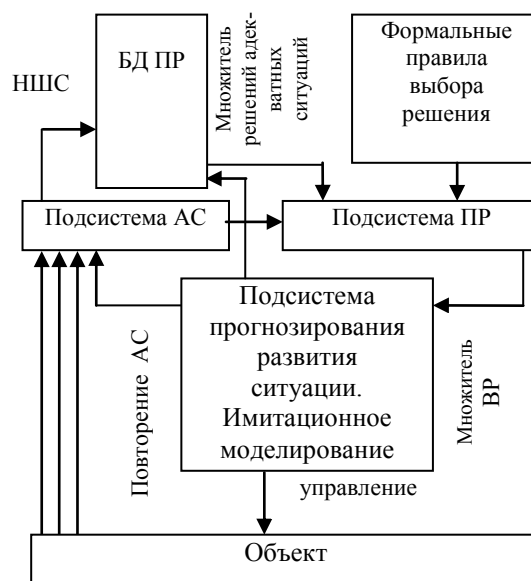 НШС
БД ПР
Множитель
решений адек-
ватных
ситуаций
Формальные
правила
выбора
решения
Подсистема АС
Подсистема ПР
Повторение АС
Подсистема
прогнозирования
развития
ситуации.
Имитационное
моделирование
Множитель
ВР
управление
Объект